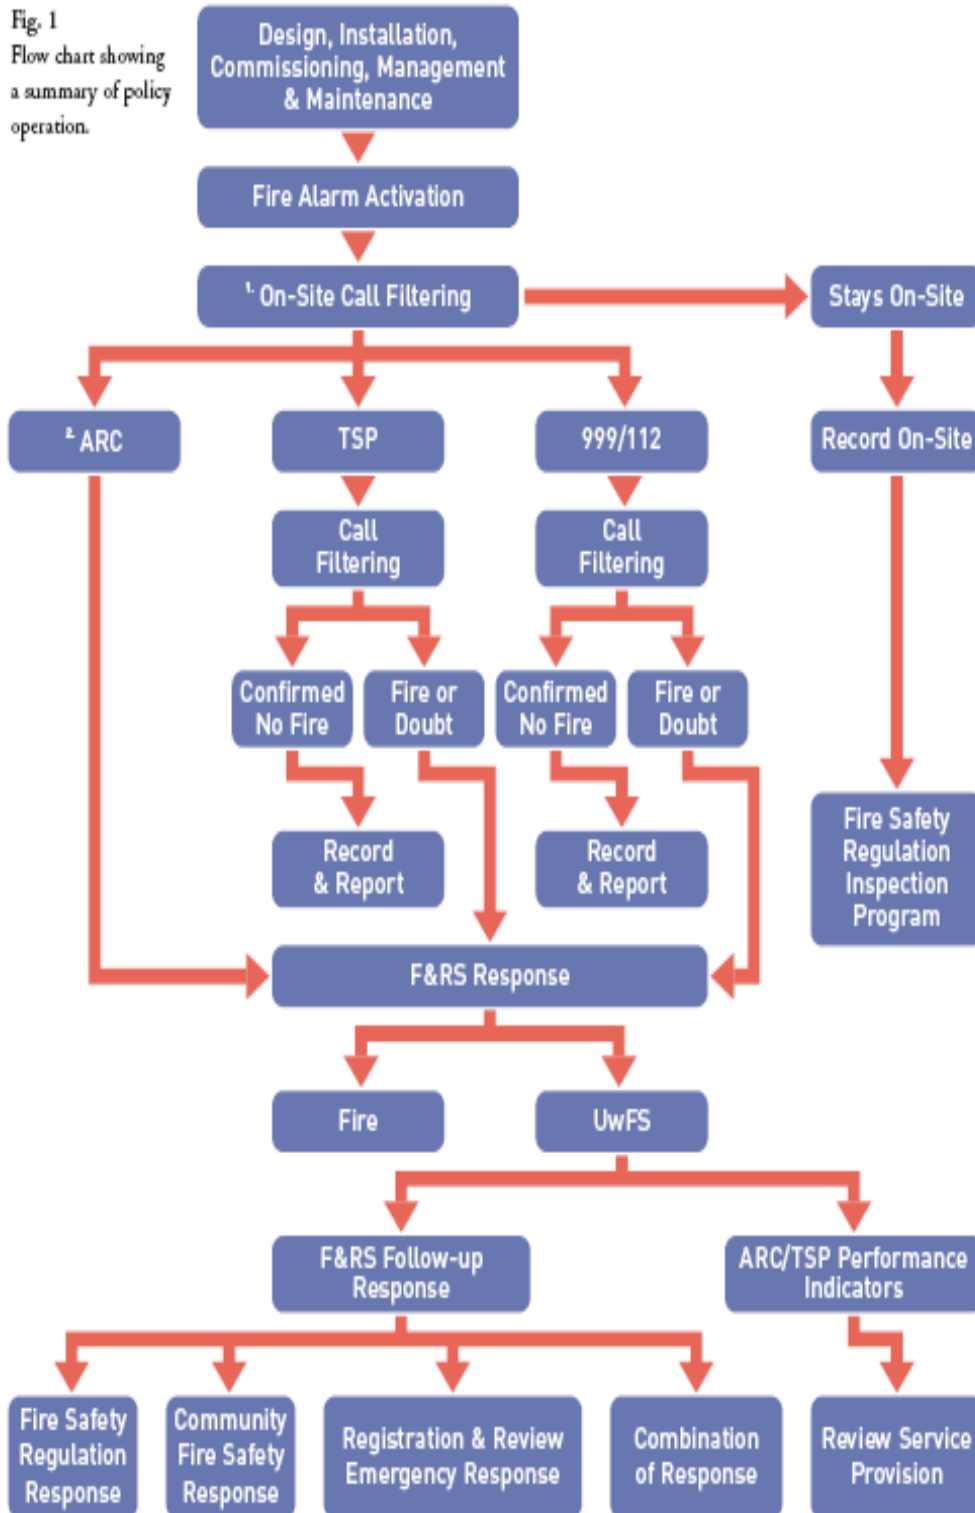 Fig. 1
Flow chart showing
a summary of policy
operation.
Design, Installation,
Commissioning, Management
& Maintenance
Fire Alarm Activation
1. On-Site Call Filtering
Stays On-Site
2. ARC
TSP
999/112
Record On-Site
Call
Filtering
Call
Filtering
Confirmed
No Fire
Fire or
Doubt
Confirmed
No Fire
Fire or
Doubt
Record
& Report
Record
& Report
Fire Safety
Regulation
Inspection
Program
F&RS Response
Fire
UwFS
F&RS Follow-up
Response
ARC/TSP Performance
Indicators
Fire Safety
Regulation
Response
Community
Fire Safety
Response
Registration & Review
Emergency Response
Combination
of Response
Review Service
Provision